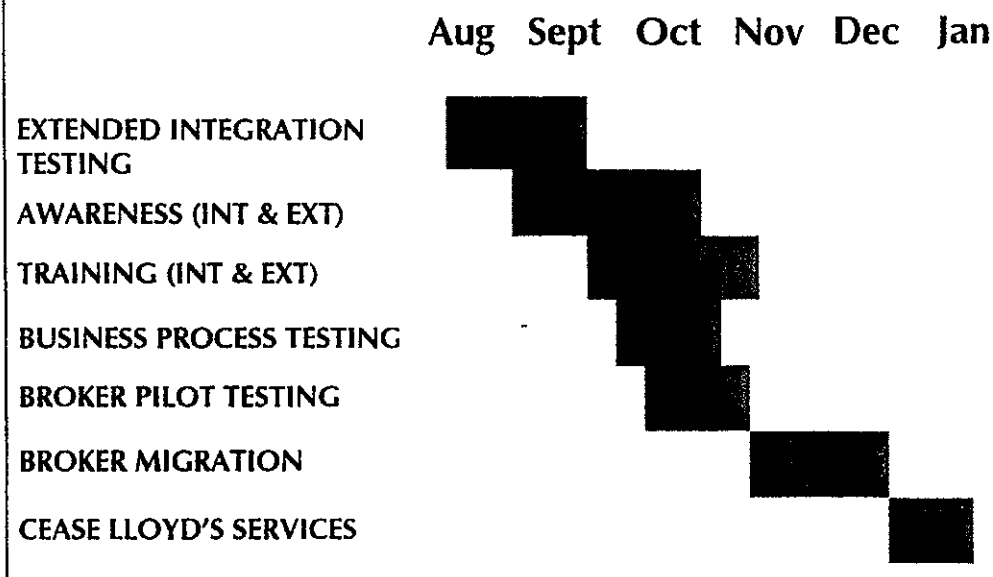 Aug Sept Oct Nov Dec Jan
EXTENDED INTEGRATION
TESTING
AWARENESS (INT & EXT)
TRAINING (INT & EXT)
BUSINESS PROCESS TESTING
BROKER PILOT TESTING
BROKER MIGRATION
CEASE LLOYD'S SERVICES